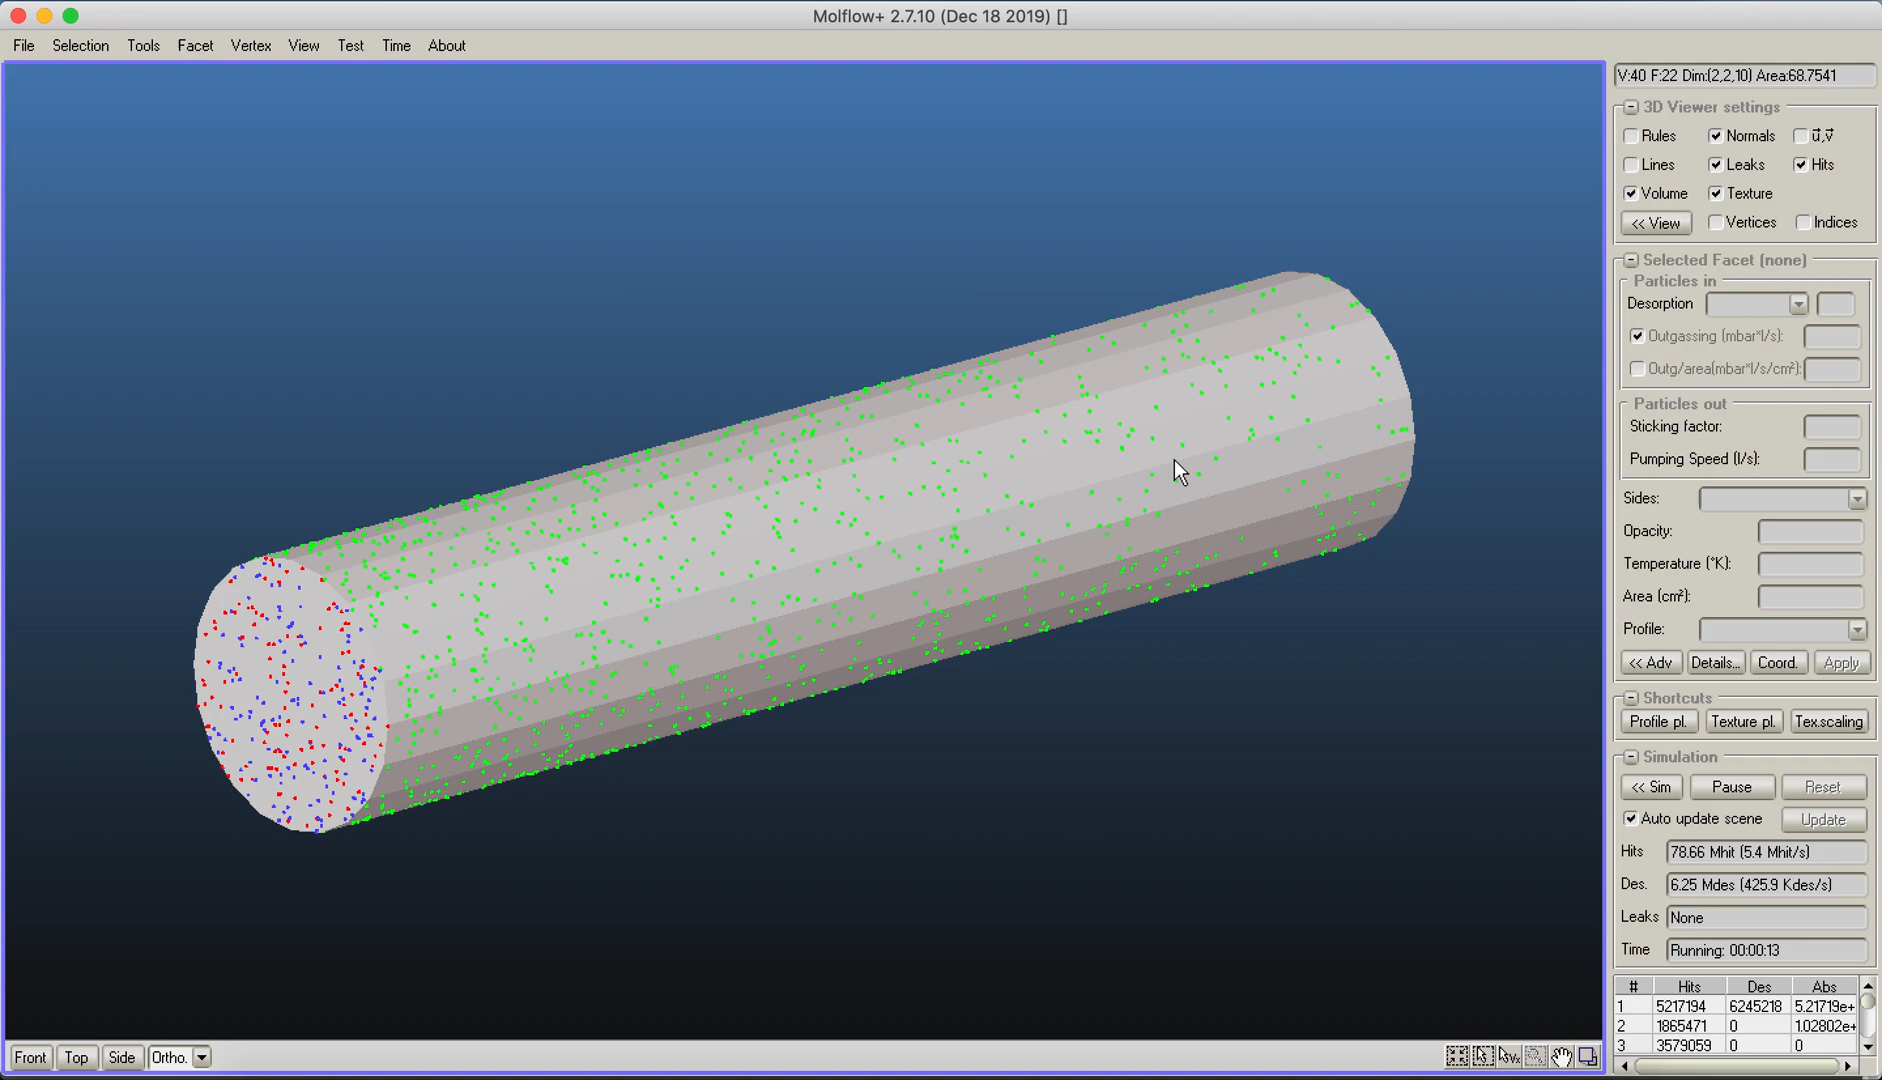 Molflow+ 2.7.10 (Dec 18 2019) []
File Selection Tools Facet Vertex View Test Time About
V:40 F:22 Dim:(2,2,10) Area:68.7541
3D Viewer settings
Rules Normals u⃗,v⃗
Lines Leaks Hits
Volume Texture
<< View Vertices Indices
Selected Facet (none)
Particles in
Desorption
Outgassing (mbar*l/s):
Outg/area(mbar*l/s/cm²):
Particles out
Sticking factor:
Pumping Speed (l/s):
Sides:
Opacity:
Temperature (°K):
Area (cm²):
Profile:
<< Adv Details... Coord. Apply
Shortcuts
Profile pl. Texture pl. Tex.scaling
Simulation
<< Sim Pause Reset
Auto update scene Update
Hits 78.66 Mhit (5.4 Mhit/s)
Des. 6.25 Mdes (425.9 Kdes/s)
Leaks None
Time Running: 00:00:13
# Hits Des Abs
1 5217194 6245218 5.21719e+
2 1865471 0 1.02802e+
3 3579059 0 0
Front Top Side Ortho.
Vx